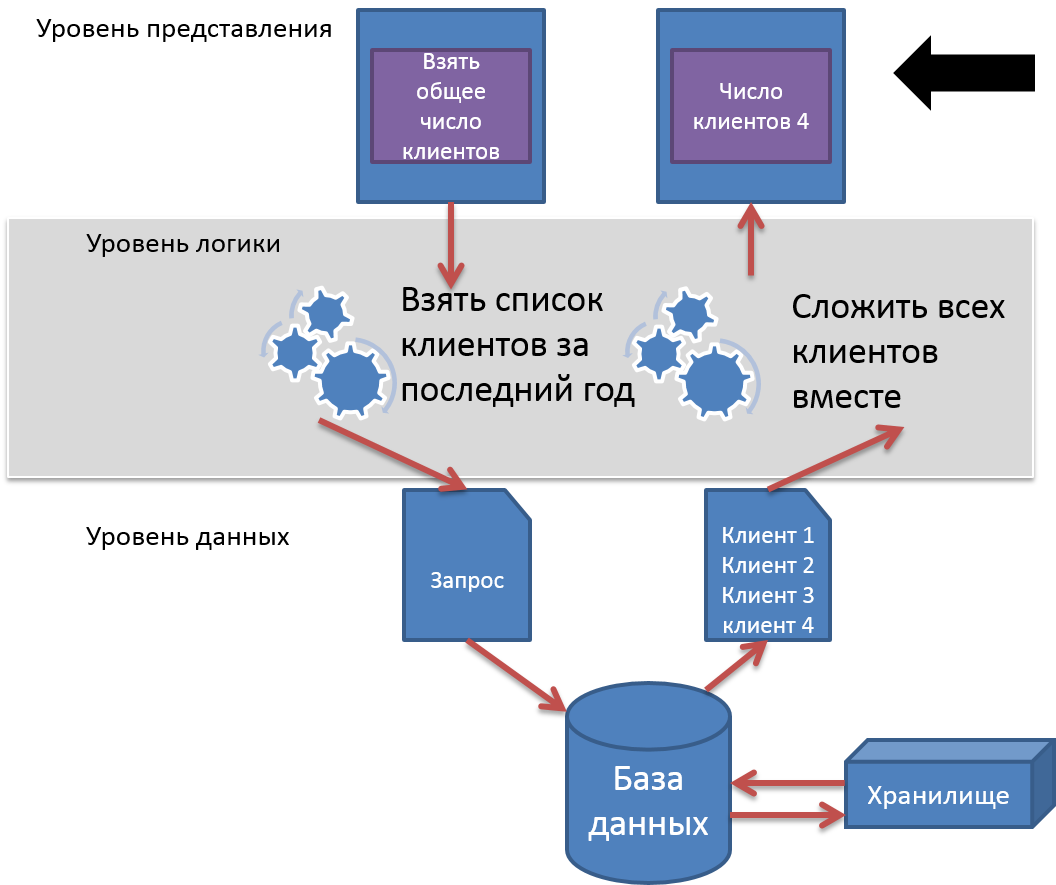 Уровень представления
Взять
общее
число
клиентов
Число
клиентов 4
Уровень логики
Взять список
клиентов за
последний год
Сложить всех
клиентов
вместе
Уровень данных
Запрос
Клиент 1
Клиент 2
Клиент 3
клиент 4
База
данных
Хранилище